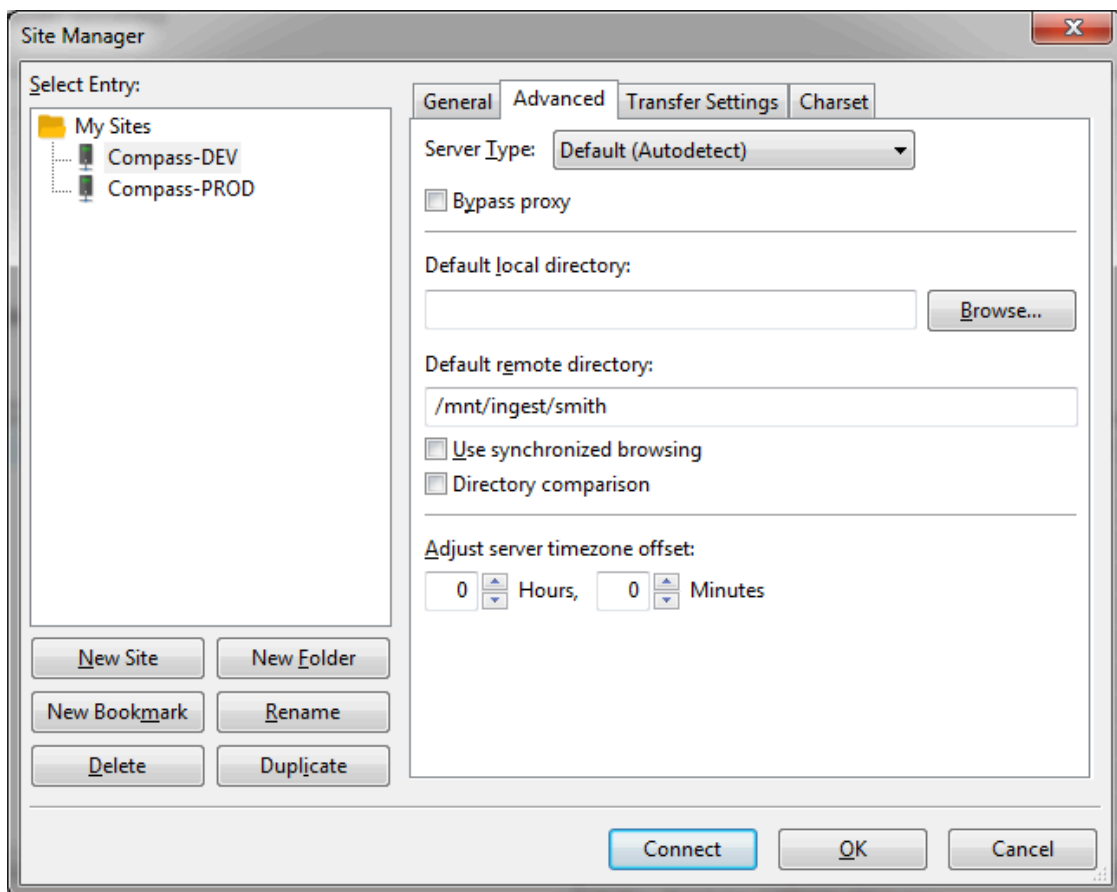 Site Manager
X
Select Entry:
My Sites
Compass-DEV
Compass-PROD
New Site
New Folder
New Bookmark
Rename
Delete
Duplicate
General
Advanced
Transfer Settings
Charset
Server Type:
Default (Autodetect)
Bypass proxy
Default local directory:
Browse...
Default remote directory:
/mnt/ingest/smith
Use synchronized browsing
Directory comparison
Adjust server timezone offset:
0 Hours, 0 Minutes
Connect
OK
Cancel